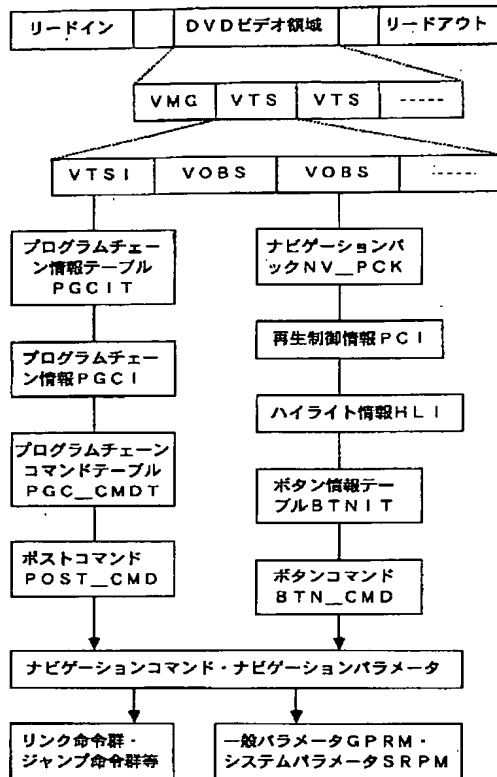 リードイン
DVDビデオ領域
リードアウト
VMG
VTS
VTS
-----
VTSI
VOBS
VOBS
-----
プログラムチェー
ン情報テーブル
PGCIT
ナビゲーションパ
ックNV__PCK
プログラムチェー
ン情報PGCI
再生制御情報PCI
ハイライト情報HLI
プログラムチェーン
コマンドテーブル
PGC__CMDT
ボタン情報テー
ブルBTNIT
ポストコマンド
POST__CMD
ボタンコマンド
BTN__CMD
ナビゲーションコマンド・ナビゲーションパラメータ
リンク命令群・
ジャンプ命令群等
一般パラメータGPRM・
システムパラメータSRPM